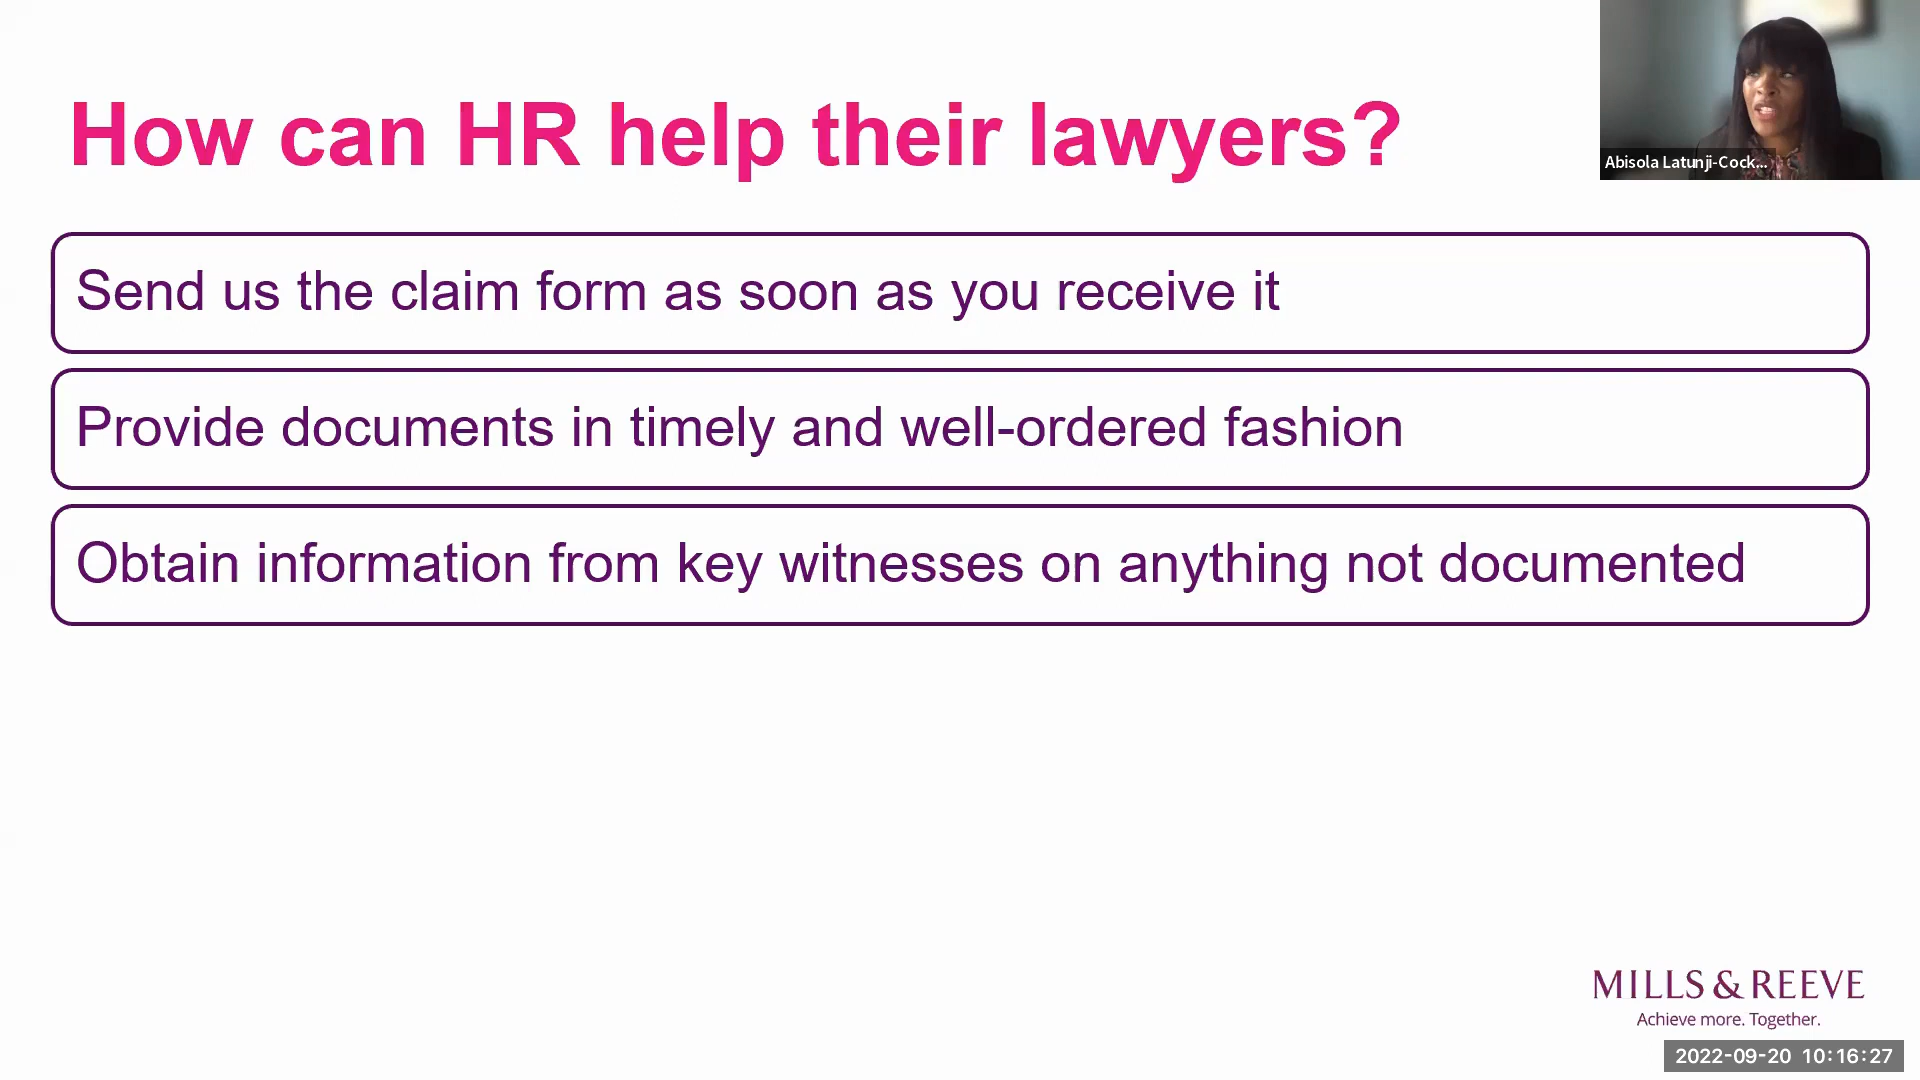 How can HR help their lawyers?
Abisola Latunji-Cock...
Send us the claim form as soon as you receive it
Provide documents in timely and well-ordered fashion
Obtain information from key witnesses on anything not documented
MILLS & REEVE
Achieve more. Together.
2022-09-20 10:16:27